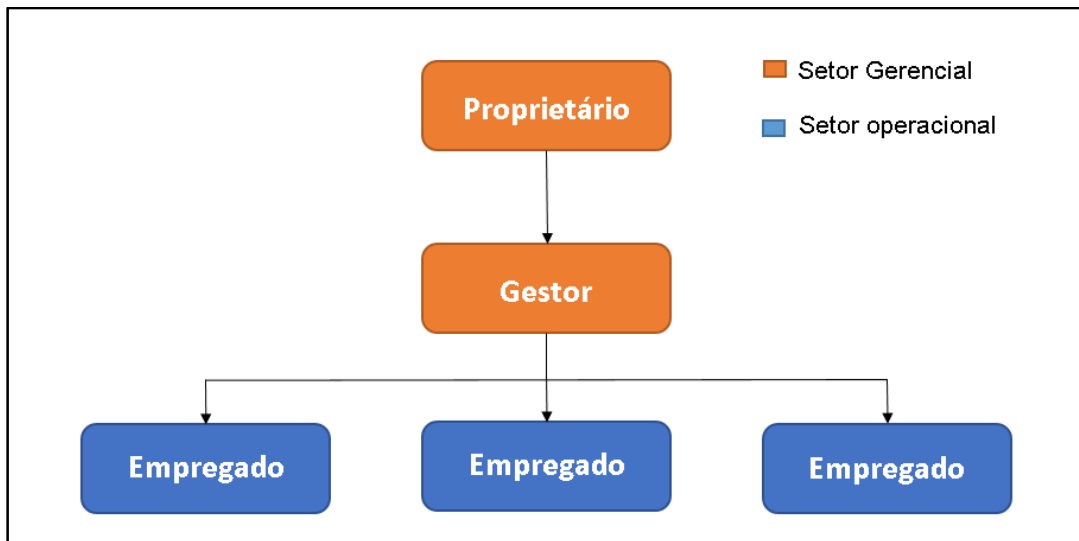 Proprietário
Setor Gerencial
Setor operacional
Gestor
Empregado
Empregado
Empregado